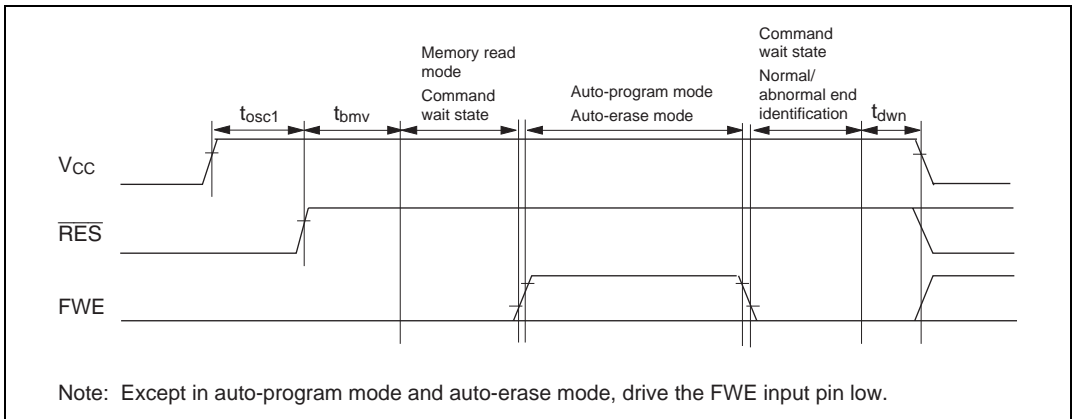 Memory read
mode
Command
wait state
Auto-program mode
Auto-erase mode
Command
wait state
Normal/
abnormal end
identification
tosc1
tbmv
tdwn
VCC
RES
FWE
Note: Except in auto-program mode and auto-erase mode, drive the FWE input pin low.